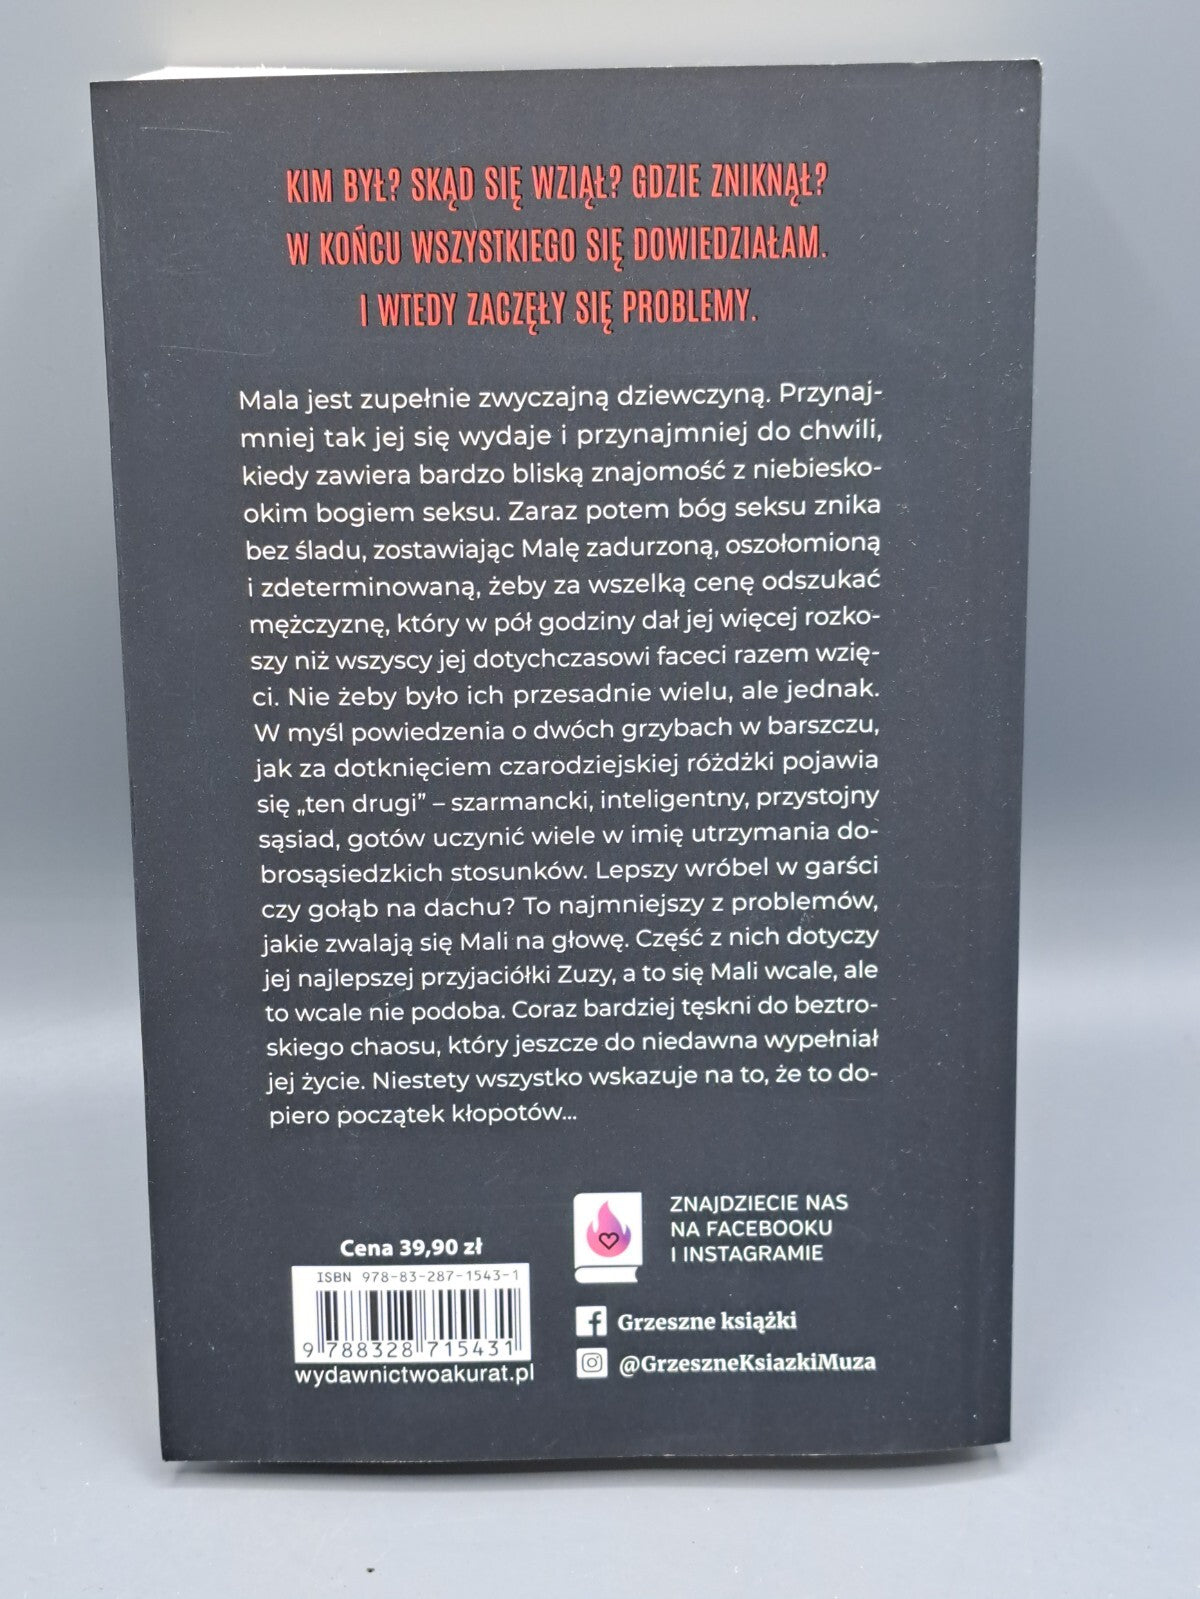 KIM BYŁ? SKĄD SIĘ WZIĄŁ? GDZIE ZNIKNĄŁ?
W KOŃCU WSZYSTKIEGO SIĘ DOWIEDZIAŁAM.
I WTEDY ZACZĘŁY SIĘ PROBLEMY.
Mala jest zupełnie zwyczajną dziewczyną. Przynaj-
mniej tak jej się wydaje i przynajmniej do chwili,
kiedy zawiera bardzo bliską znajomość z niebiesko-
okim bogiem seksu. Zaraz potem bóg seksu znika
bez śladu, zostawiając Malę zadurzoną, oszołomioną
i zdeterminowaną, żeby za wszelką cenę odszukać
mężczyznę, który w pół godziny dał jej więcej rozko-
szy niż wszyscy jej dotychczasowi faceci razem wzię-
ci. Nie żeby było ich przesadnie wielu, ale jednak.
W myśl powiedzenia o dwóch grzybach w barszczu,
jak za dotknięciem czarodziejskiej różdżki pojawia
się „ten drugi” – szarmancki, inteligentny, przystojny
sąsiad, gotów uczynić wiele w imię utrzymania do-
brosąsiedzkich stosunków. Lepszy wróbel w garści
czy gołąb na dachu? To najmniejszy z problemów,
jakie zwalają się Mali na głowę. Część z nich dotyczy
jej najlepszej przyjaciółki Zuzy, a to się Mali wcale, ale
to wcale nie podoba. Coraz bardziej tęskni do beztro-
skiego chaosu, który jeszcze do niedawna wypełniał
jej życie. Niestety wszystko wskazuje na to, że to do-
piero początek kłopotów...
Cena 39,90 zł
ISBN 978-83-287-1543-1
9 788328 715431
wydawnictwoakurat.pl
ZNAJDZIECIE NAS
NA FACEBOOKU
I INSTAGRAMIE
Grzeszne książki
@GrzeszneKsiazkiMuza